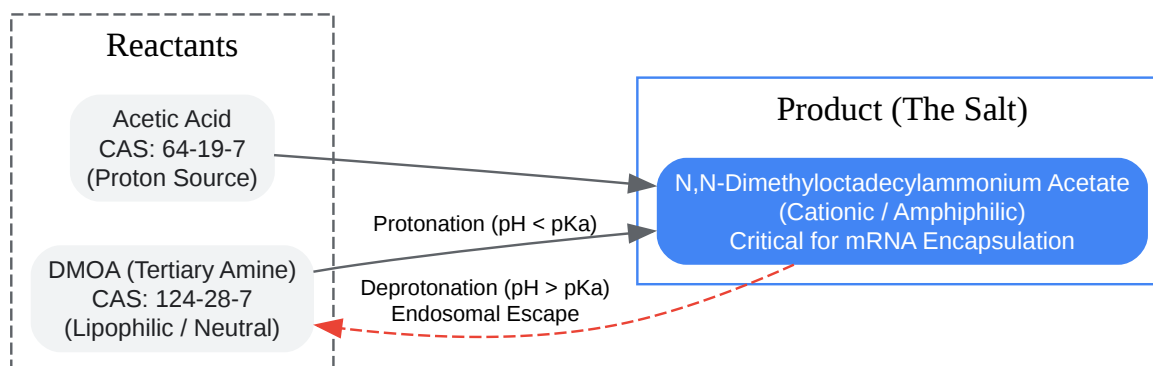 Reactants
Acetic Acid
CAS: 64-19-7
(Proton Source)
DMOA (Tertiary Amine)
CAS: 124-28-7
(Lipophilic / Neutral)
Protonation (pH < pKa)
Deprotonation (pH > pKa)
Endosomal Escape
Product (The Salt)
N,N-Dimethyloctadecylammonium Acetate
(Cationic / Amphiphilic)
Critical for mRNA Encapsulation